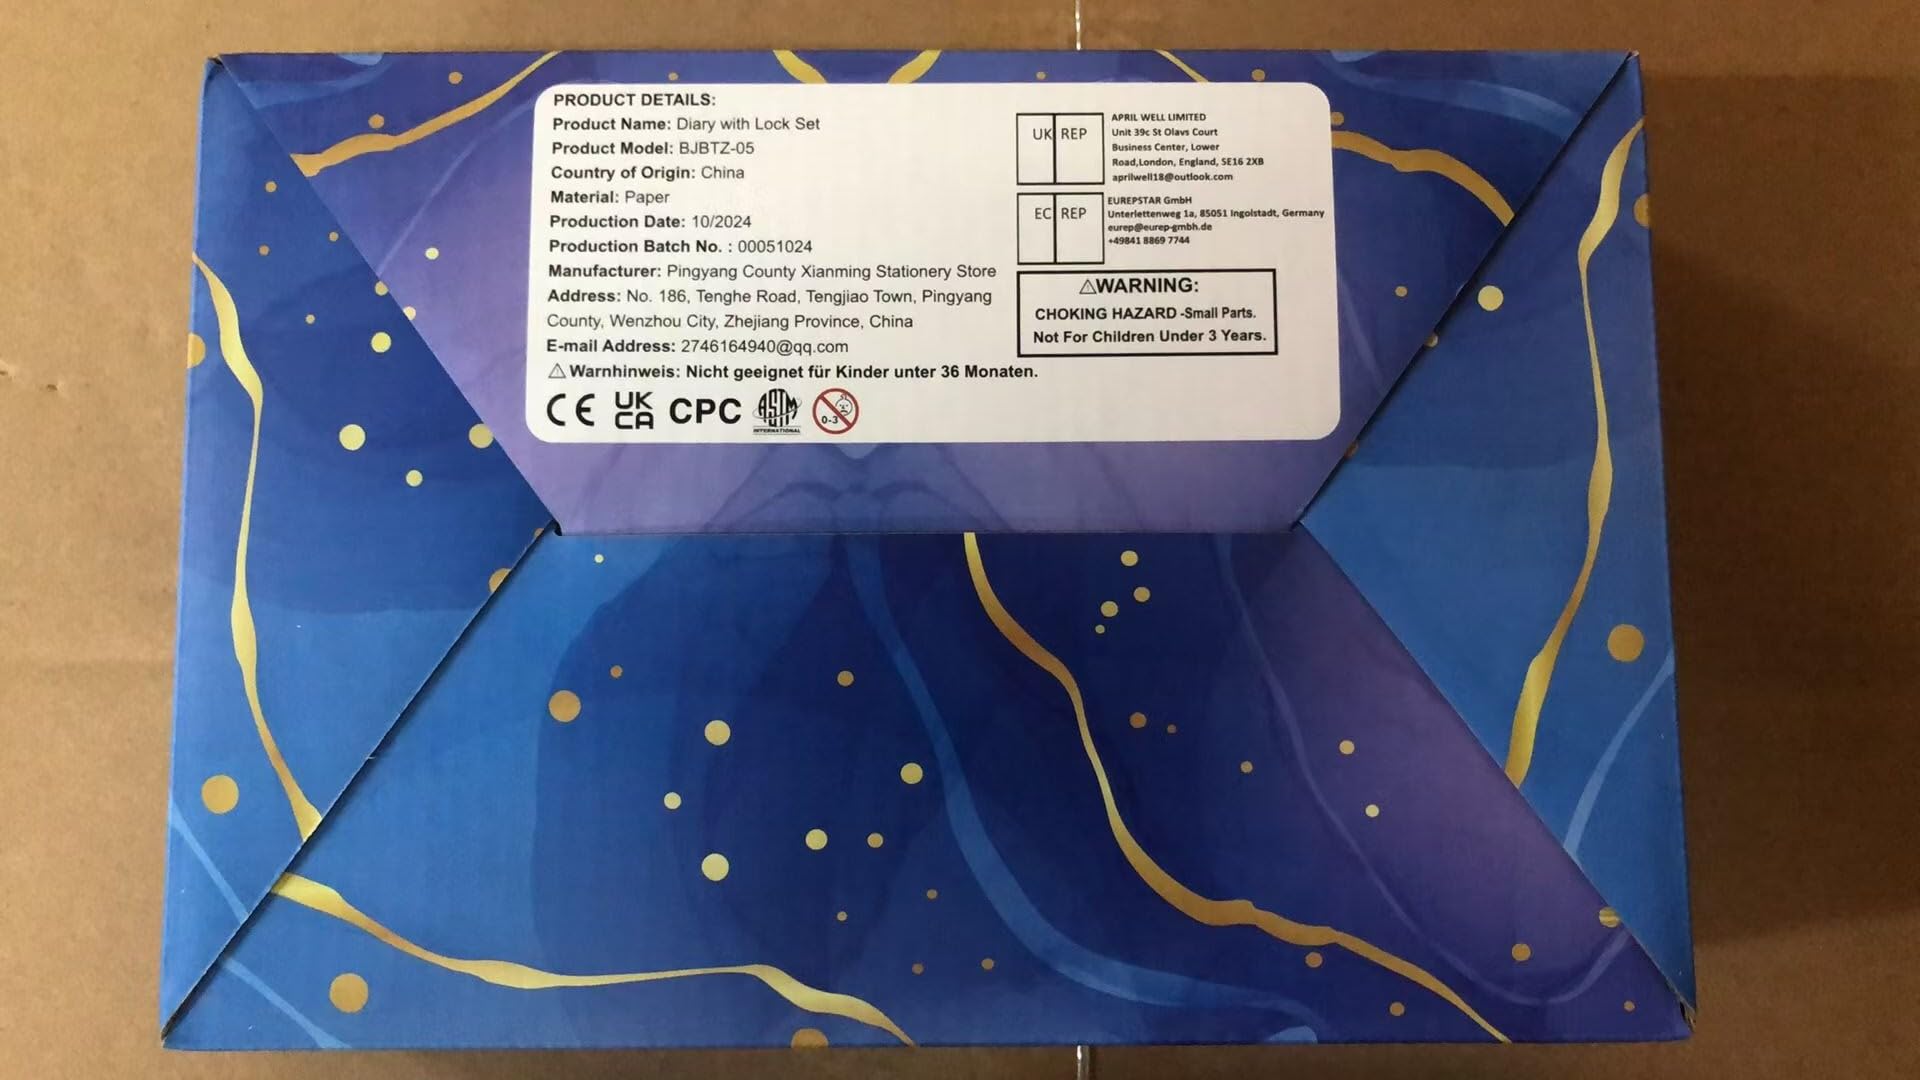 PRODUCT DETAILS:
Product Name: Diary with Lock Set
Product Model: BJBTZ-05
Country of Origin: China
Material: Paper
Production Date: 10/2024
Production Batch No. : 00051024
Manufacturer: Pingyang County Xianming Stationery Store
Address: No. 186, Tenghe Road, Tengjiao Town, Pingyang
County, Wenzhou City, Zhejiang Province, China
E-mail Address: 2746164940@qq.com
⚠Warnhinweis: Nicht geeignet für Kinder unter 36 Monaten.
CE UK CA CPC ASTM INTERNATIONAL 0-3
UK REP
APRIL WELL LIMITED
Unit 39c St Olavs Court
Business Center, Lower
Road,London, England, SE16 2XB
aprilwell18@outlook.com
EC REP
EUREPSTAR GmbH
Unterlettenweg 1a, 85051 Ingolstadt, Germany
eurep@eurep-gmbh.de
+49841 8869 7744
⚠WARNING:
CHOKING HAZARD -Small Parts.
Not For Children Under 3 Years.